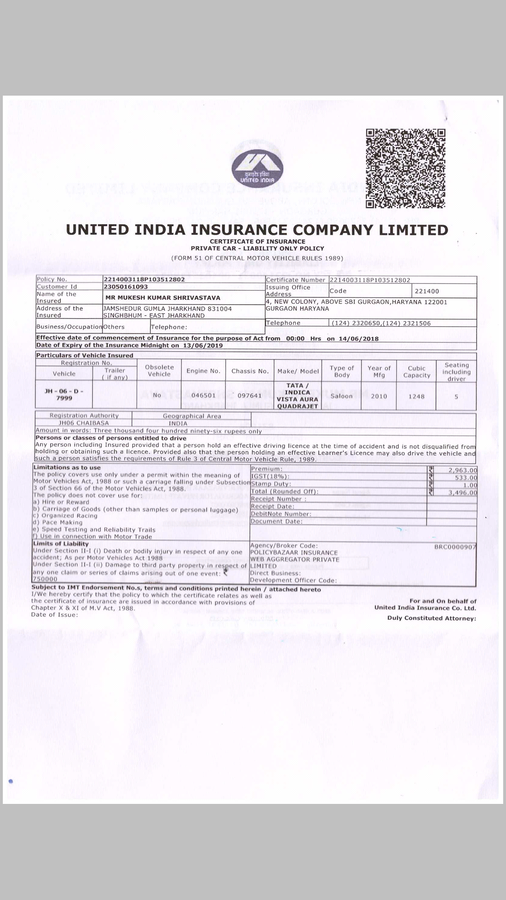 UNITED INDIA
UNITED INDIA INSURANCE COMPANY LIMITED
CERTIFICATE OF INSURANCE
PRIVATE CAR - LIABILITY ONLY POLICY
(FORM 51 OF CENTRAL MOTOR VEHICLE RULES 1989)
Policy No. 2214003118P103512802 Certificate Number 2214003118P103512802
Customer Id 23050161093 Issuing Office Address Code 221400
Name of the Insured MR MUKESH KUMAR SHRIVASTAVA 4, NEW COLONY, ABOVE SBI GURGAON,HARYANA 122001
GURGAON HARYANA
Address of the Insured JAMSHEDUR GUMLA JHARKHAND 831004
SINGHBHUM - EAST JHARKHAND
Business/Occupation Others Telephone: Telephone (124) 2320650,(124) 2321506
Effective date of commencement of Insurance for the purpose of Act from 00:00 Hrs on 14/06/2018
Date of Expiry of the Insurance Midnight on 13/06/2019
Particulars of Vehicle Insured
Registration No.
Vehicle Trailer ( if any) Obsolete Vehicle Engine No. Chassis No. Make/ Model Type of Body Year of Mfg Cubic Capacity Seating including driver
JH - 06 - D - 7999 No 046501 097641 TATA / INDICA VISTA AURA QUADRAJET Saloon 2010 1248 5
Registration Authority Geographical Area
JH06 CHAIBASA INDIA
Amount in words: Three thousand four hundred ninety-six rupees only
Persons or classes of persons entitled to drive
Any person including Insured provided that a person hold an effective driving licence at the time of accident and is not disqualified from
holding or obtaining such a licence. Provided also that the person holding an effective Learner's Licence may also drive the vehicle and
such a person satisfies the requirements of Rule 3 of Central Motor Vehicle Rule, 1989.
Limitations as to use
The policy covers use only under a permit within the meaning of
Motor Vehicles Act, 1988 or such a carriage falling under Subsection
3 of Section 66 of the Motor Vehicles Act, 1988.
The policy does not cover use for:
a) Hire or Reward
b) Carriage of Goods (other than samples or personal luggage)
c) Organized Racing
d) Pace Making
e) Speed Testing and Reliability Trails
f) Use in connection with Motor Trade
Premium: ₹ 2,963.00
IGST(18%): ₹ 533.00
Stamp Duty: ₹ 1.00
Total (Rounded Off): ₹ 3,496.00
Receipt Number :
Receipt Date:
DebitNote Number:
Document Date:
Limits of Liability
Under Section II-I (i) Death or bodily injury in respect of any one
accident; As per Motor Vehicles Act 1988
Under Section II-I (ii) Damage to third party property in respect of
any one claim or series of claims arising out of one event: ₹
750000
Agency/Broker Code: BRC0000907
POLICYBAZAAR INSURANCE
WEB AGGREGATOR PRIVATE
LIMITED
Direct Business:
Development Officer Code:
Subject to IMT Endorsement No.s, terms and conditions printed herein / attached hereto
I/We hereby certify that the policy to which the certificate relates as well as
the certificate of insurance are issued in accordance with provisions of
Chapter X & XI of M.V Act, 1988.
Date of Issue:
For and On behalf of
United India Insurance Co. Ltd.
Duly Constituted Attorney: